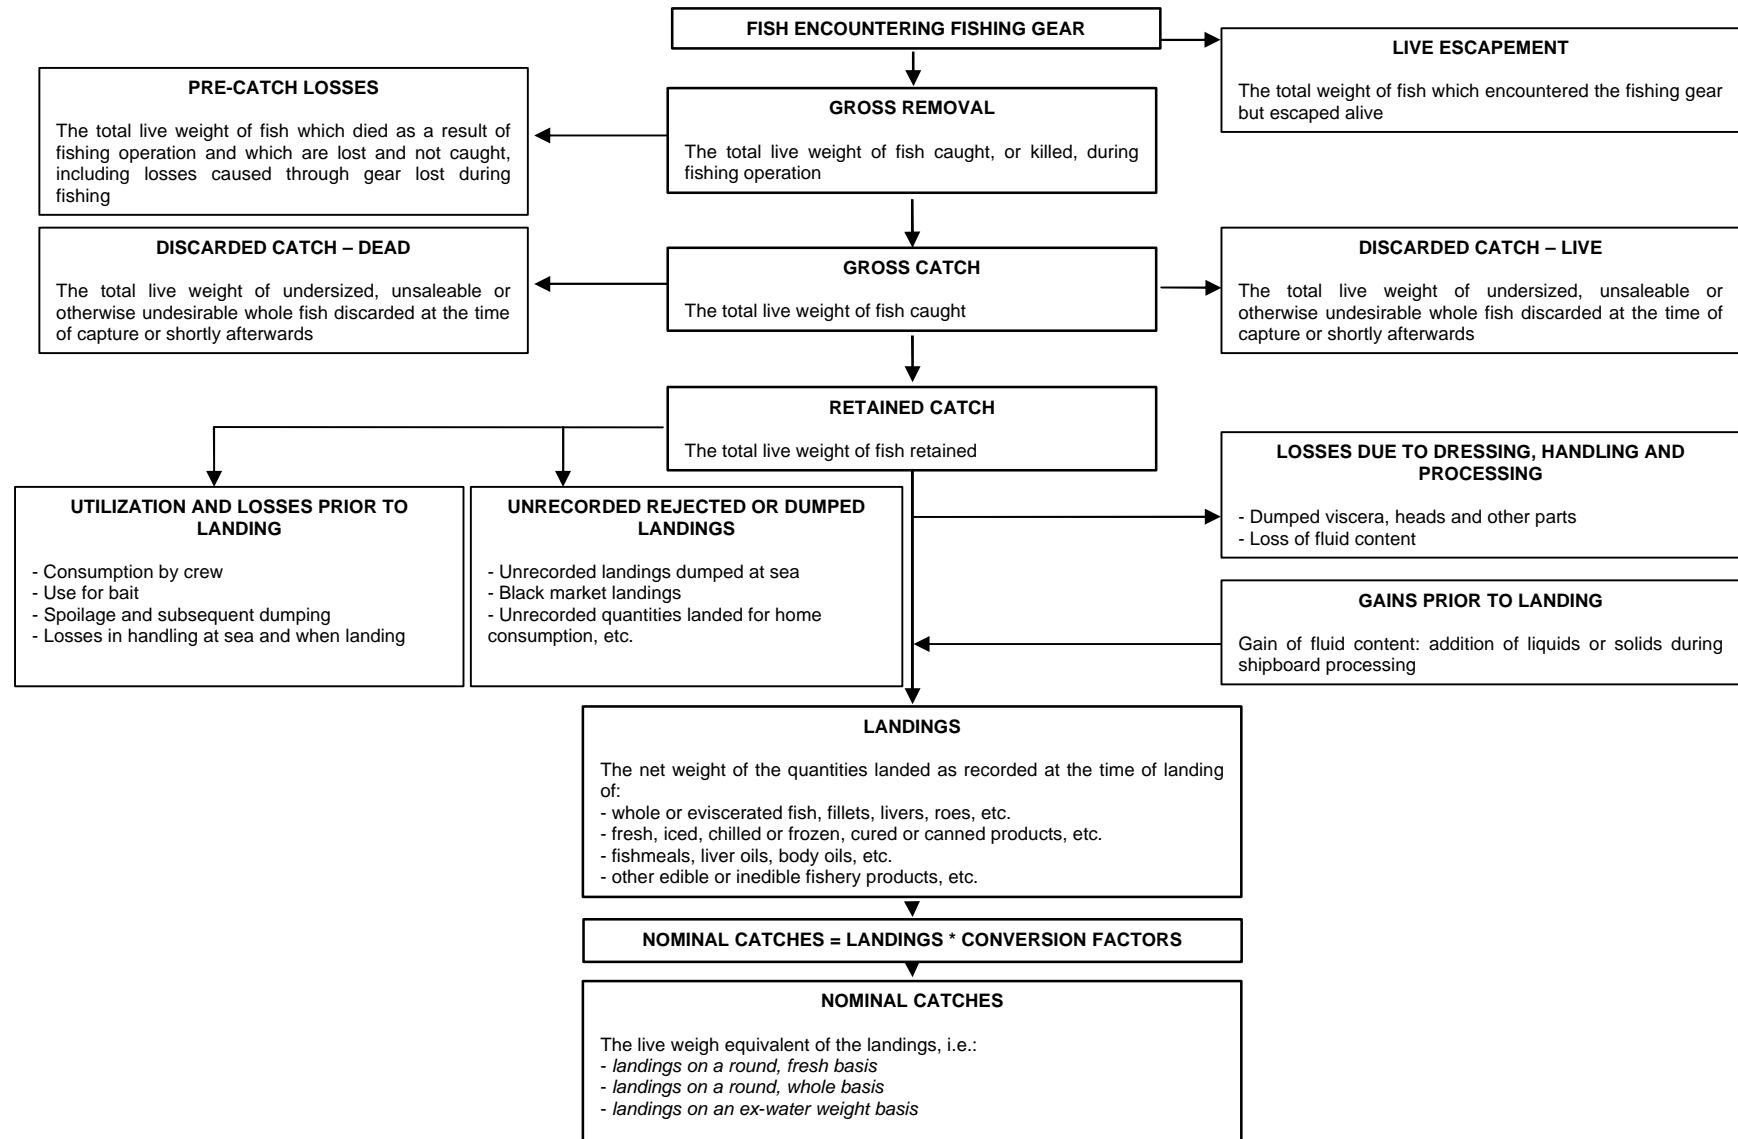 FISH ENCOUNTERING FISHING GEAR
LIVE ESCAPEMENT
The total weight of fish which encountered the fishing gear
but escaped alive
PRE-CATCH LOSSES
The total live weight of fish which died as a result of
fishing operation and which are lost and not caught,
including losses caused through gear lost during
fishing
GROSS REMOVAL
The total live weight of fish caught, or killed, during
fishing operation
DISCARDED CATCH – DEAD
The total live weight of undersized, unsaleable or
otherwise undesirable whole fish discarded at the time
of capture or shortly afterwards
GROSS CATCH
The total live weight of fish caught
DISCARDED CATCH – LIVE
The total live weight of undersized, unsaleable or
otherwise undesirable whole fish discarded at the time of
capture or shortly afterwards
RETAINED CATCH
The total live weight of fish retained
LOSSES DUE TO DRESSING, HANDLING AND
PROCESSING
- Dumped viscera, heads and other parts
- Loss of fluid content
UTILIZATION AND LOSSES PRIOR TO
LANDING
- Consumption by crew
- Use for bait
- Spoilage and subsequent dumping
- Losses in handling at sea and when landing
UNRECORDED REJECTED OR DUMPED
LANDINGS
- Unrecorded landings dumped at sea
- Black market landings
- Unrecorded quantities landed for home
consumption, etc.
GAINS PRIOR TO LANDING
Gain of fluid content: addition of liquids or solids during
shipboard processing
LANDINGS
The net weight of the quantities landed as recorded at the time of landing
of:
- whole or eviscerated fish, fillets, livers, roes, etc.
- fresh, iced, chilled or frozen, cured or canned products, etc.
- fishmeals, liver oils, body oils, etc.
- other edible or inedible fishery products, etc.
NOMINAL CATCHES = LANDINGS * CONVERSION FACTORS
NOMINAL CATCHES
The live weigh equivalent of the landings, i.e.:
- landings on a round, fresh basis
- landings on a round, whole basis
- landings on an ex-water weight basis